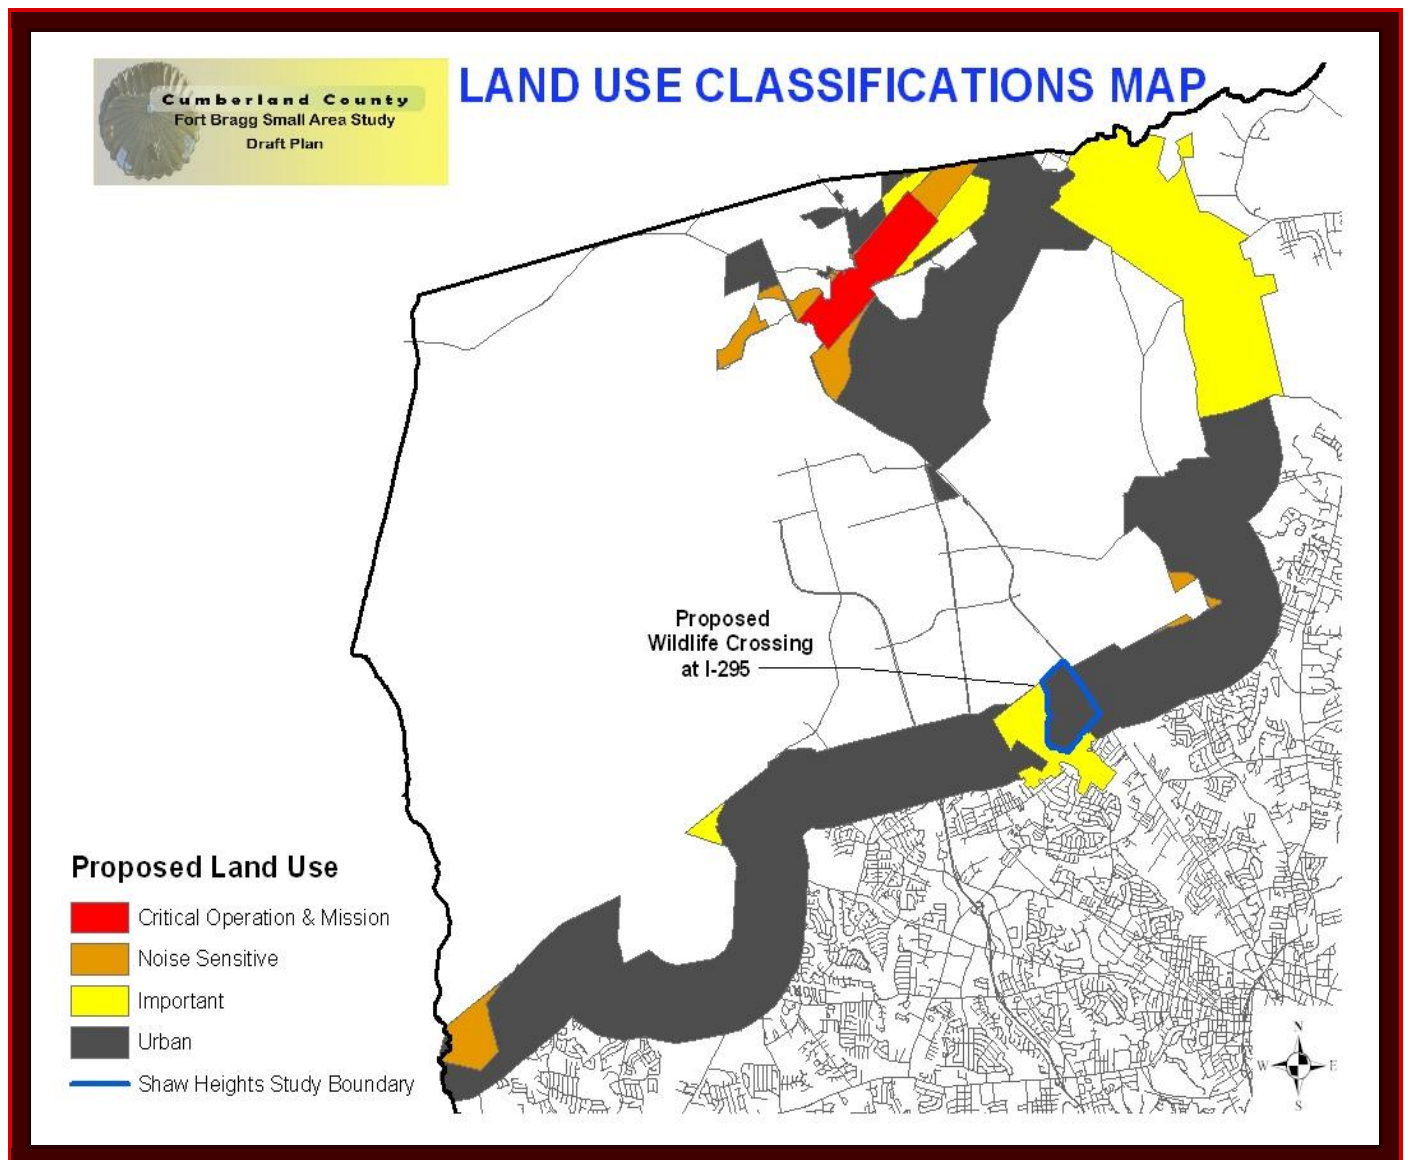 Cumberland County
Fort Bragg Small Area Study
Draft Plan
LAND USE CLASSIFICATIONS MAP
Proposed
Wildlife Crossing
at I-295
Proposed Land Use
Critical Operation & Mission
Noise Sensitive
Important
Urban
Shaw Heights Study Boundary
N
W E
S